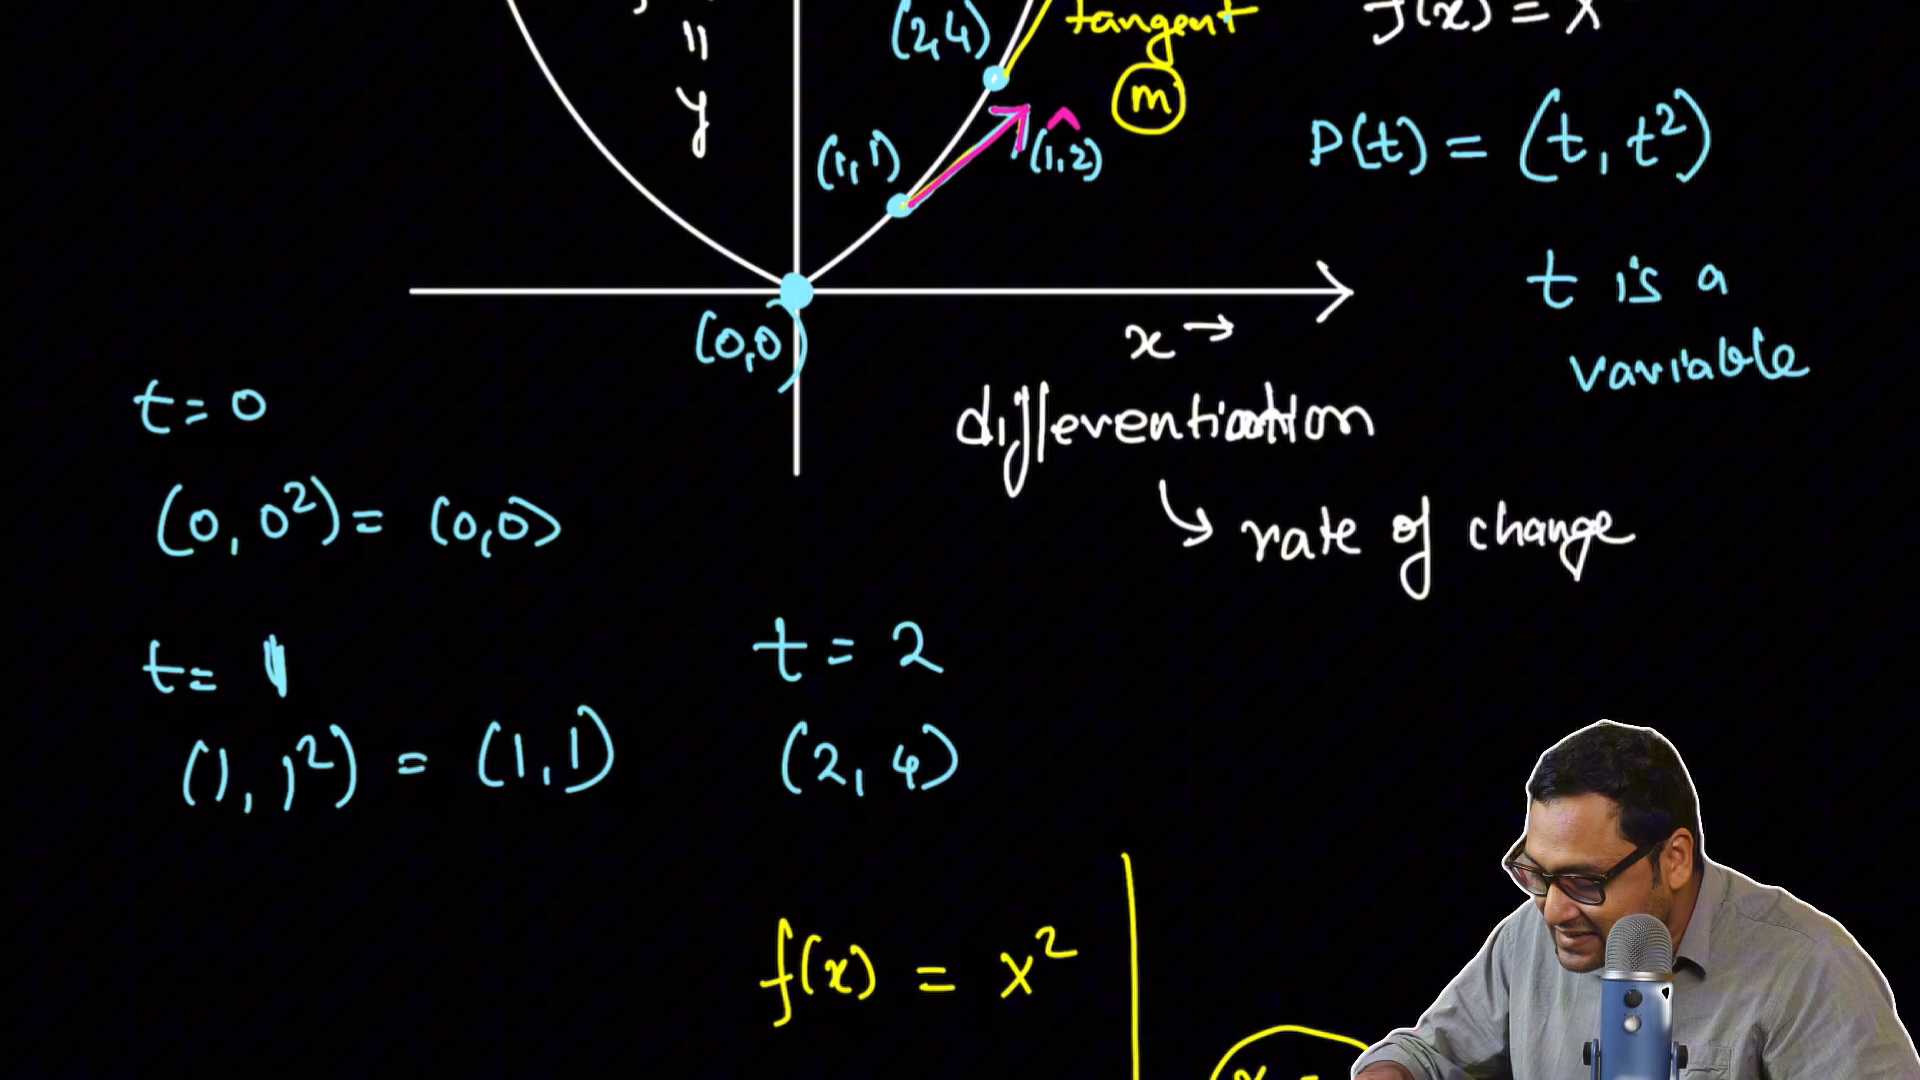 (2,4)
tangent
f(x) = x
=
y
m
(1,1)
^
(1,2)
P(t) = (t, t²)
(0,0)
x →
t is a
variable
t = 0
differentiation
(0, 0²) = (0,0)
↳ rate of change
t = 1
t = 2
(1, 1²) = (1,1)
(2, 4)
f(x) = x²